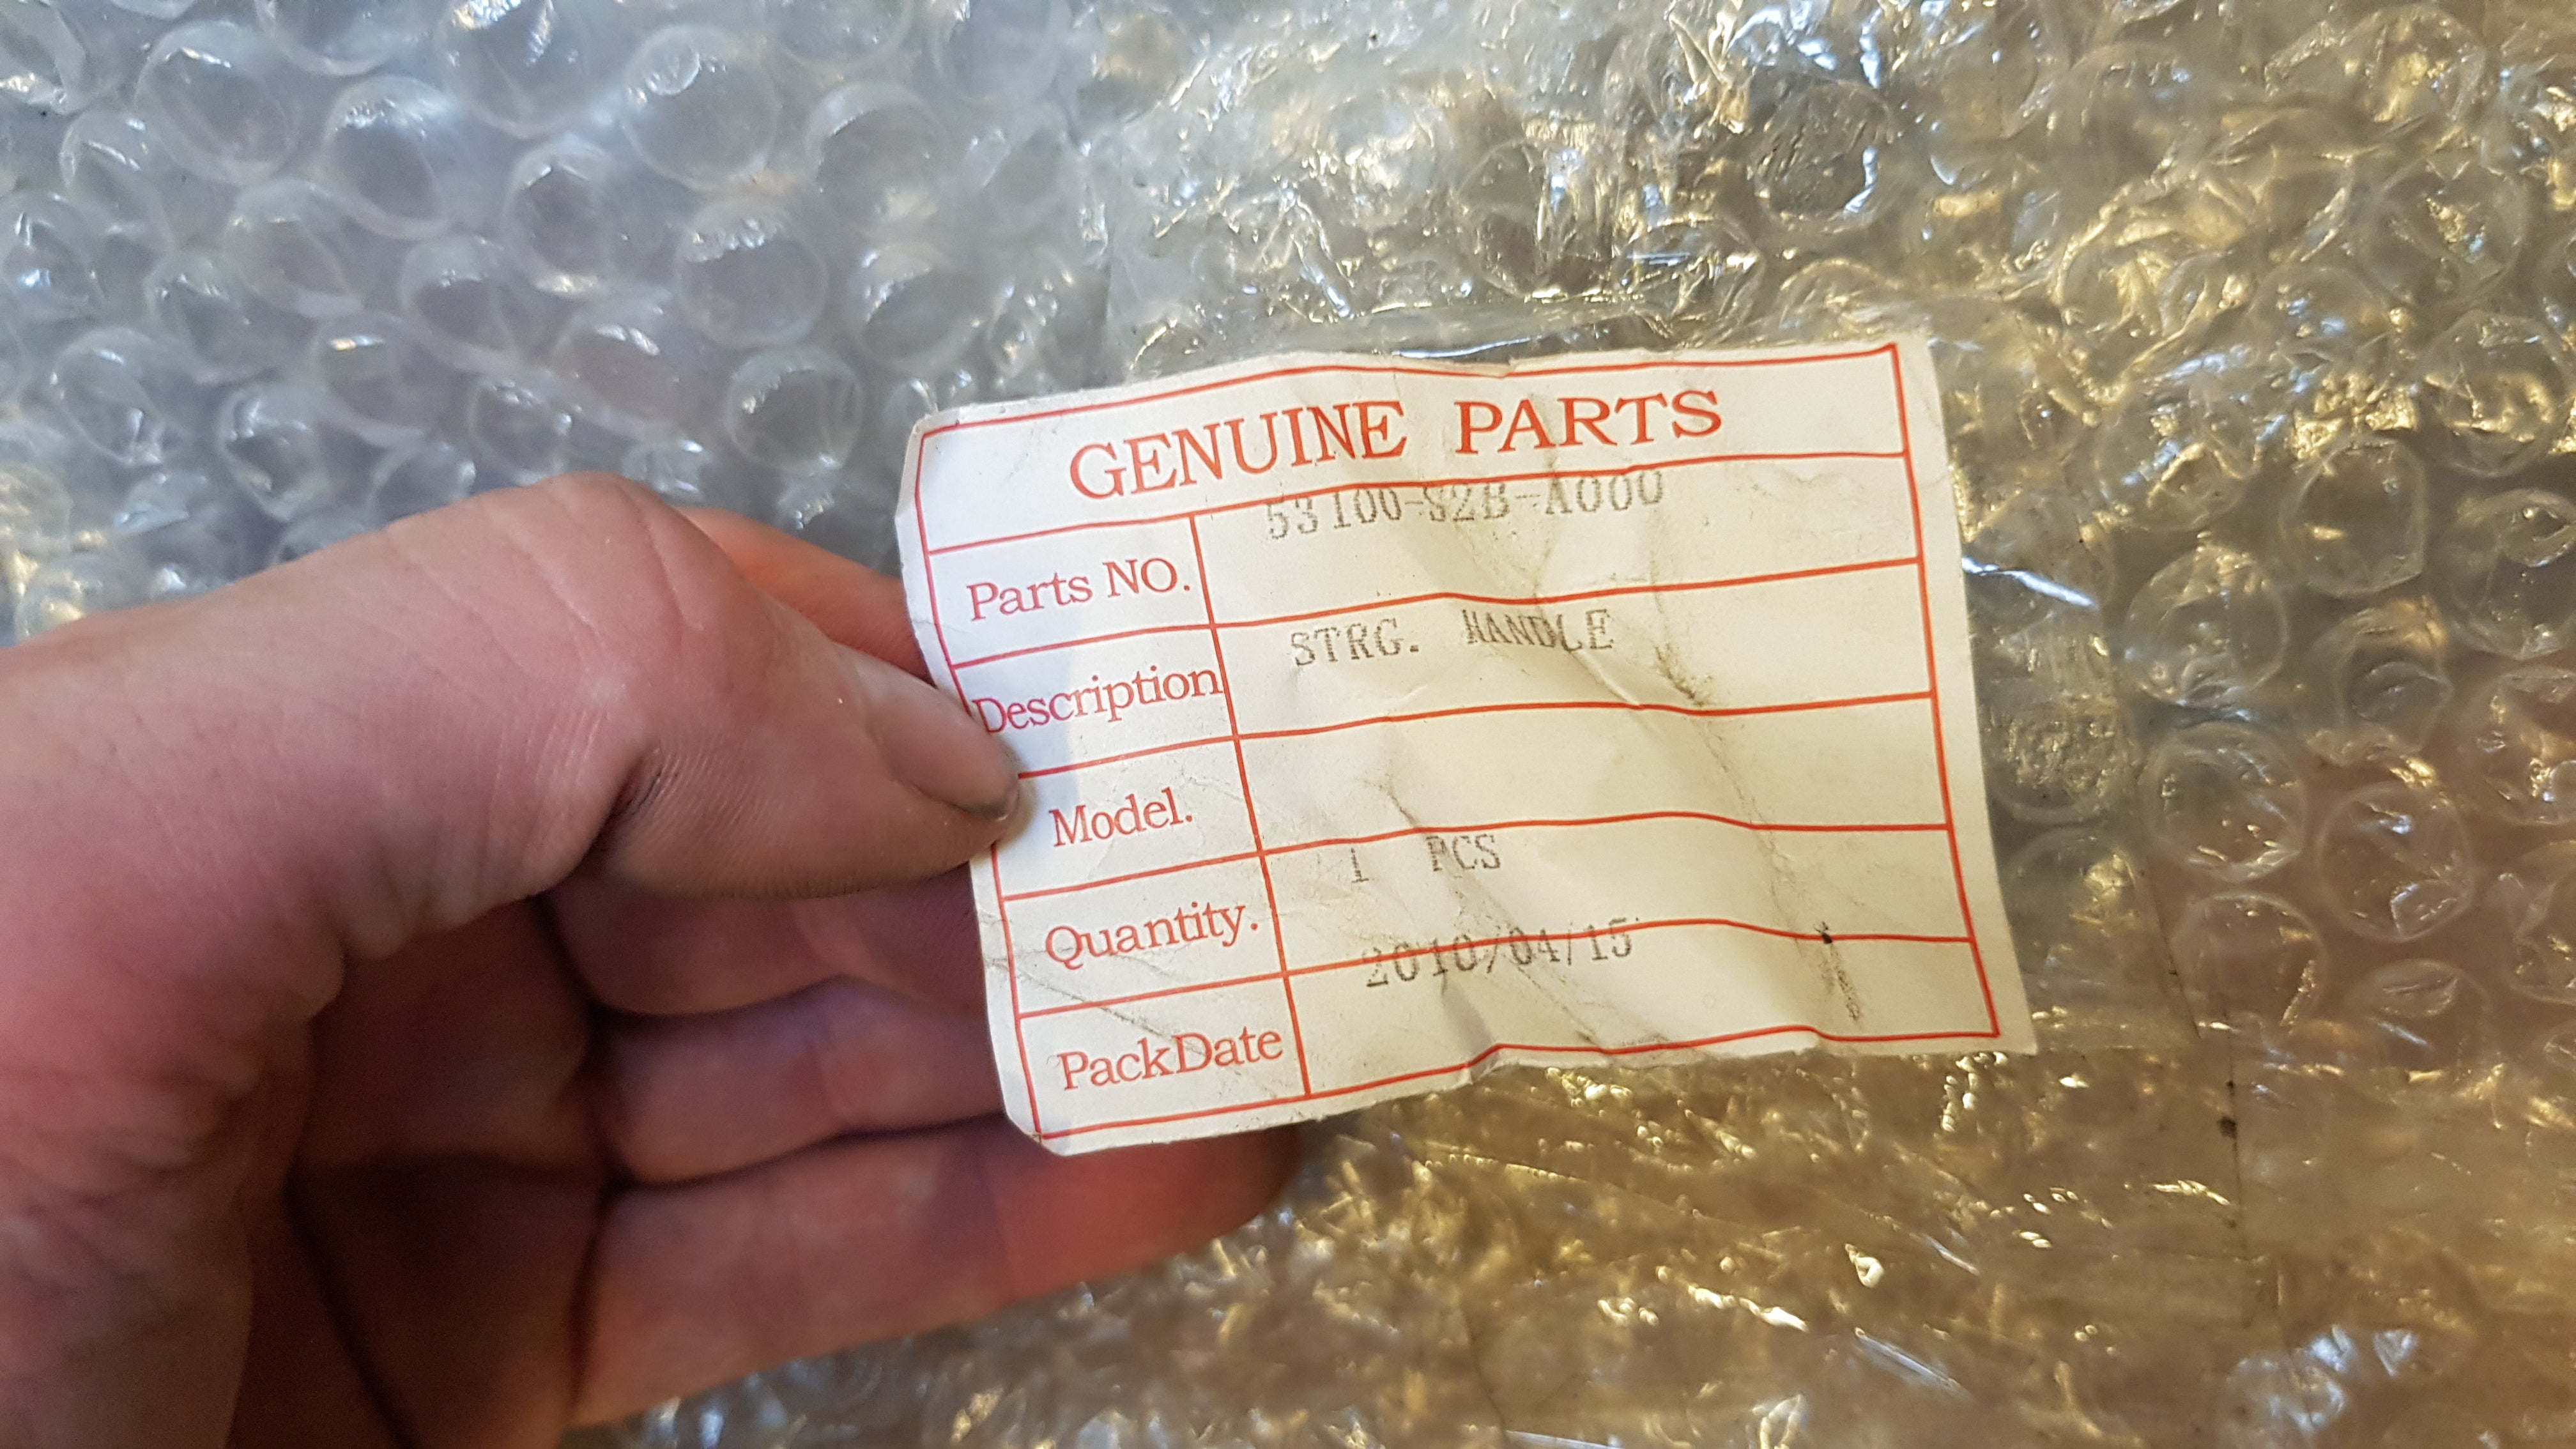 GENUINE PARTS
Parts NO. 53100-S2B-A000
Description STRG. HANDLE
Model.
Quantity. 1 PCS
PackDate 2010/04/15